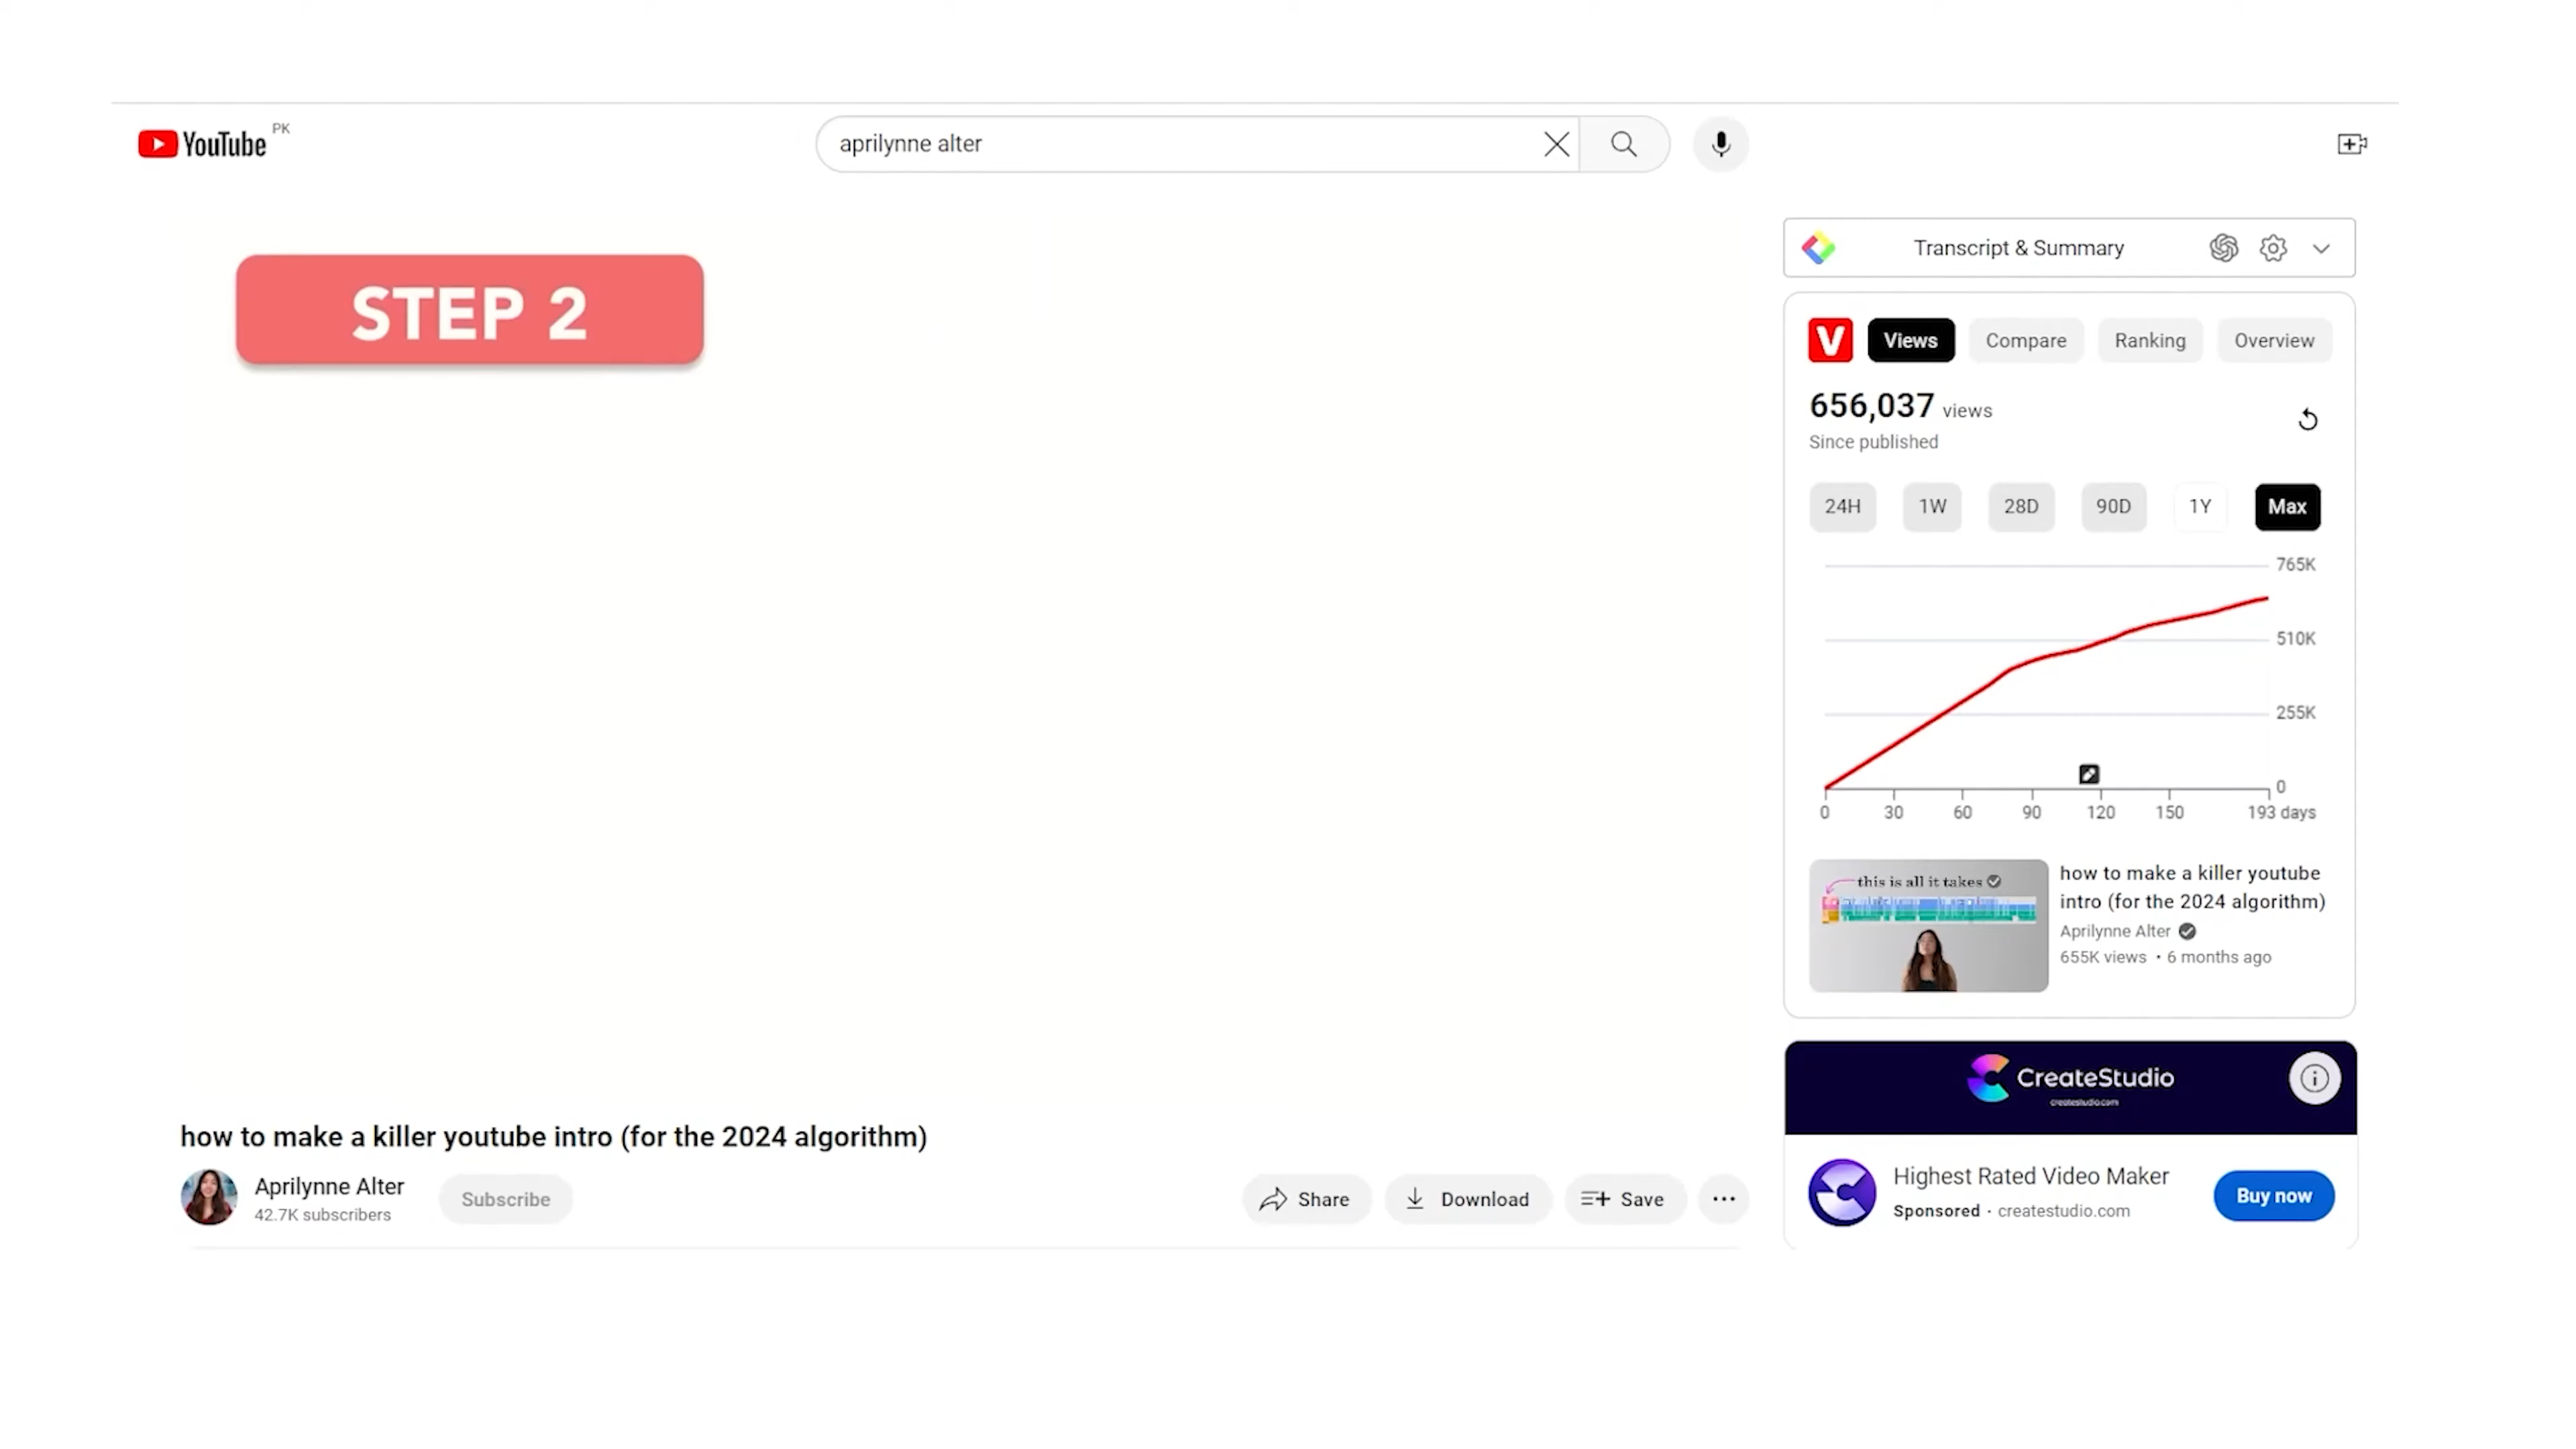 YouTube PK
aprilynne alter
STEP 2
Transcript & Summary
V Views Compare Ranking Overview
656,037 views
Since published
24H 1W 28D 90D 1Y Max
765K
510K
255K
0
0 30 60 90 120 150 193 days
this is all it takes
how to make a killer youtube
intro (for the 2024 algorithm)
Aprilynne Alter
655K views • 6 months ago
CreateStudio
createstudio.com
Highest Rated Video Maker
Sponsored · createstudio.com
Buy now
how to make a killer youtube intro (for the 2024 algorithm)
Aprilynne Alter
42.7K subscribers
Subscribe
Share Download Save